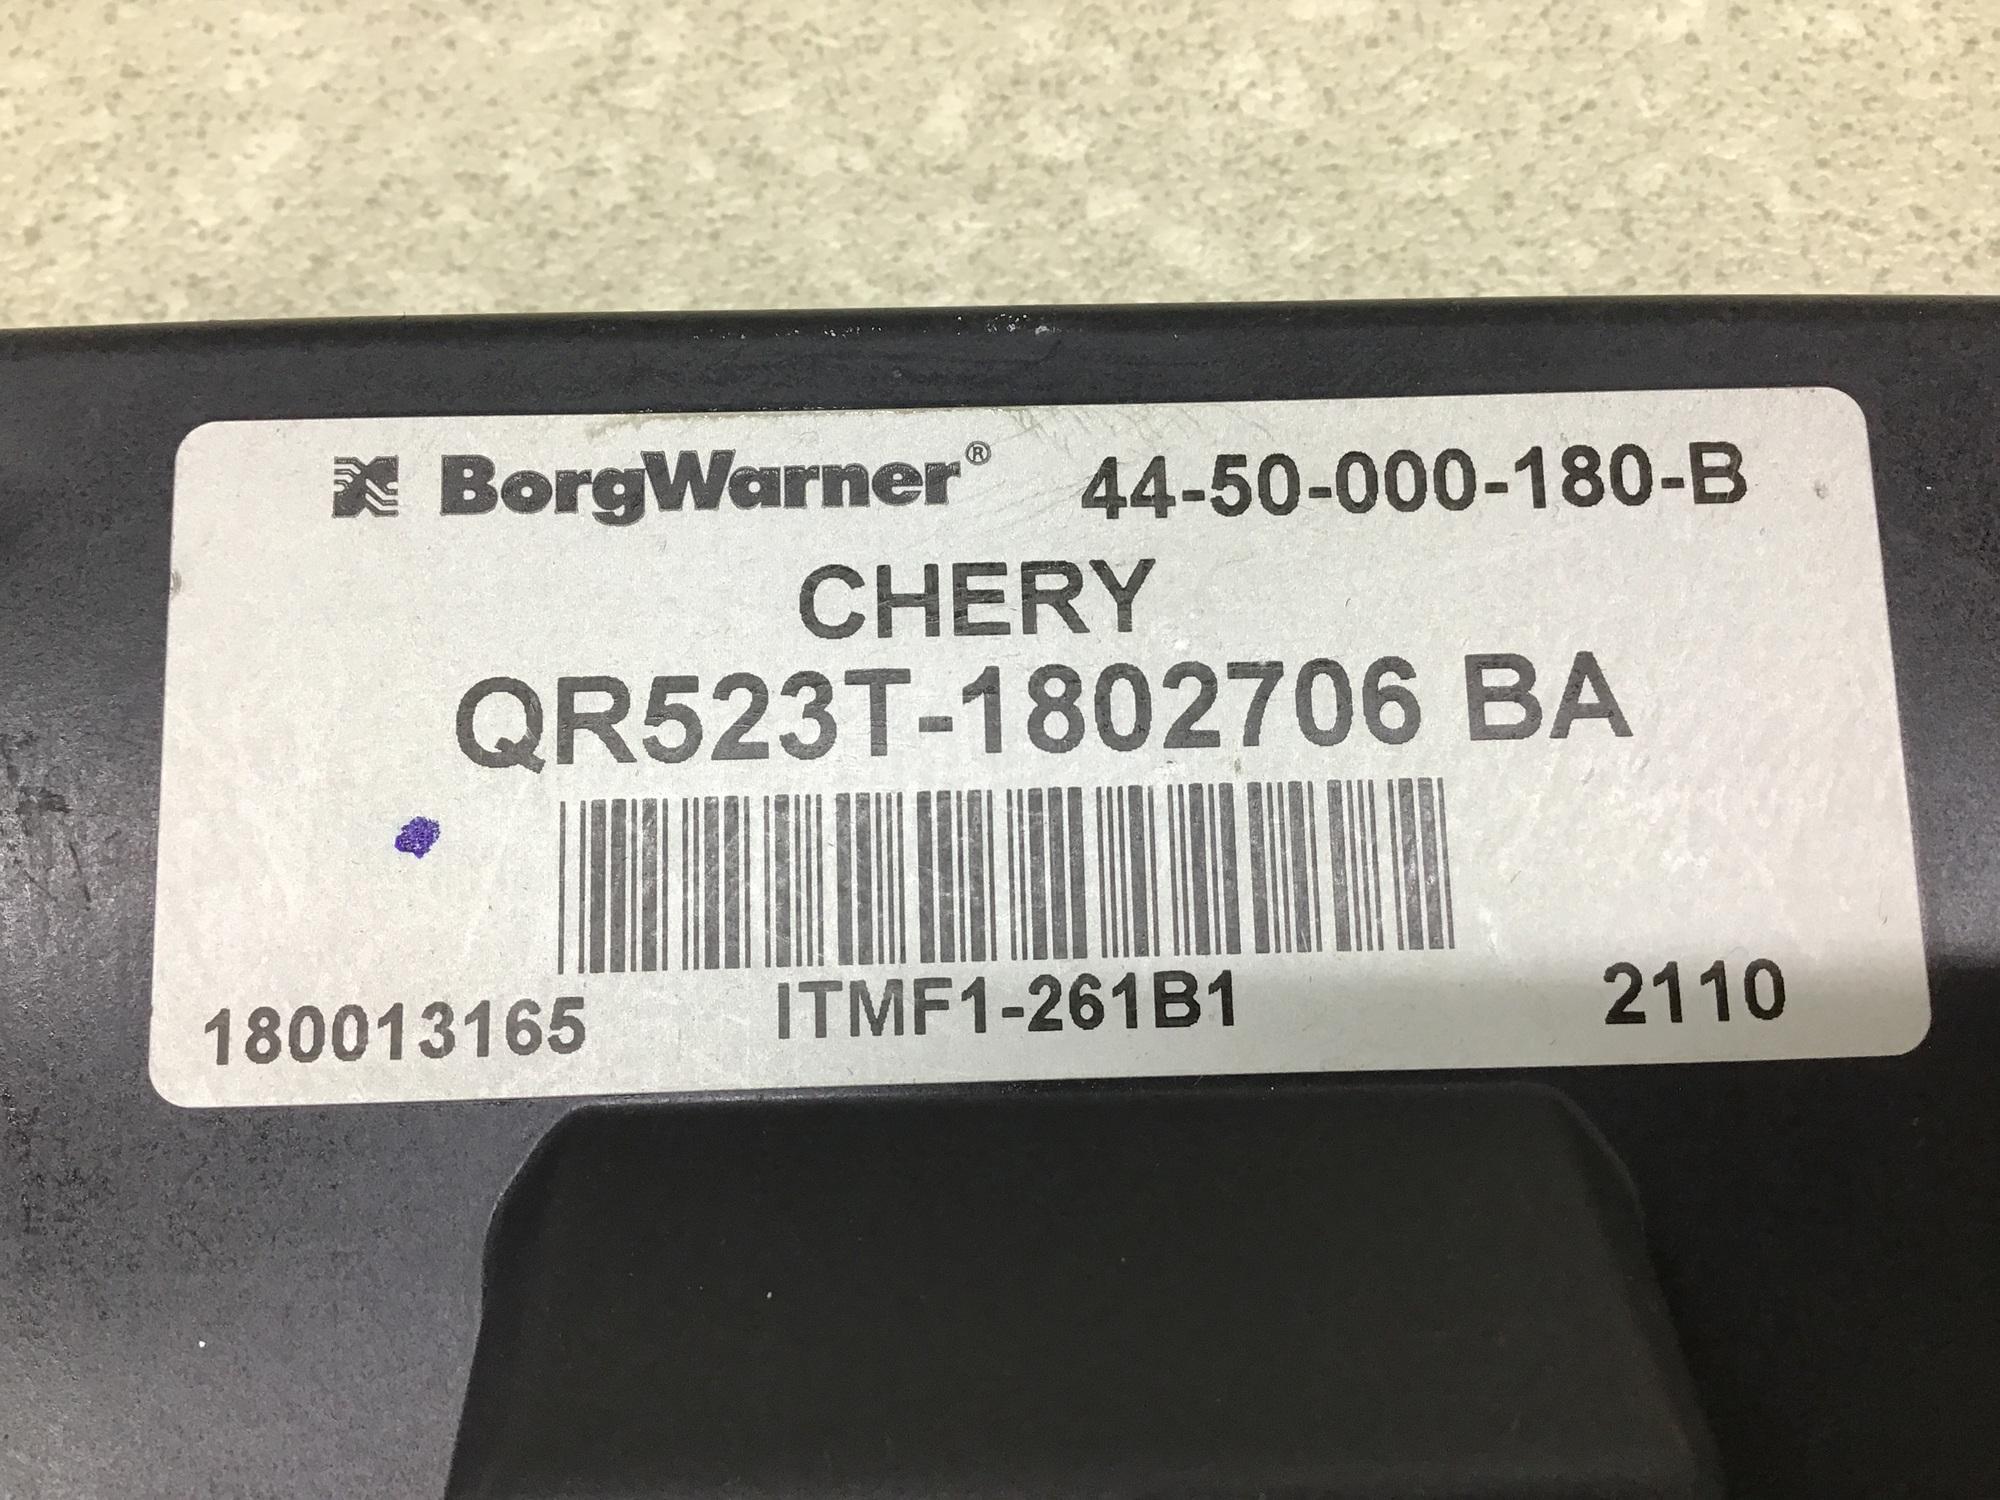 BorgWarner® 44-50-000-180-B
CHERY
QR523T-1802706 BA
180013165 ITMF1-261B1 2110